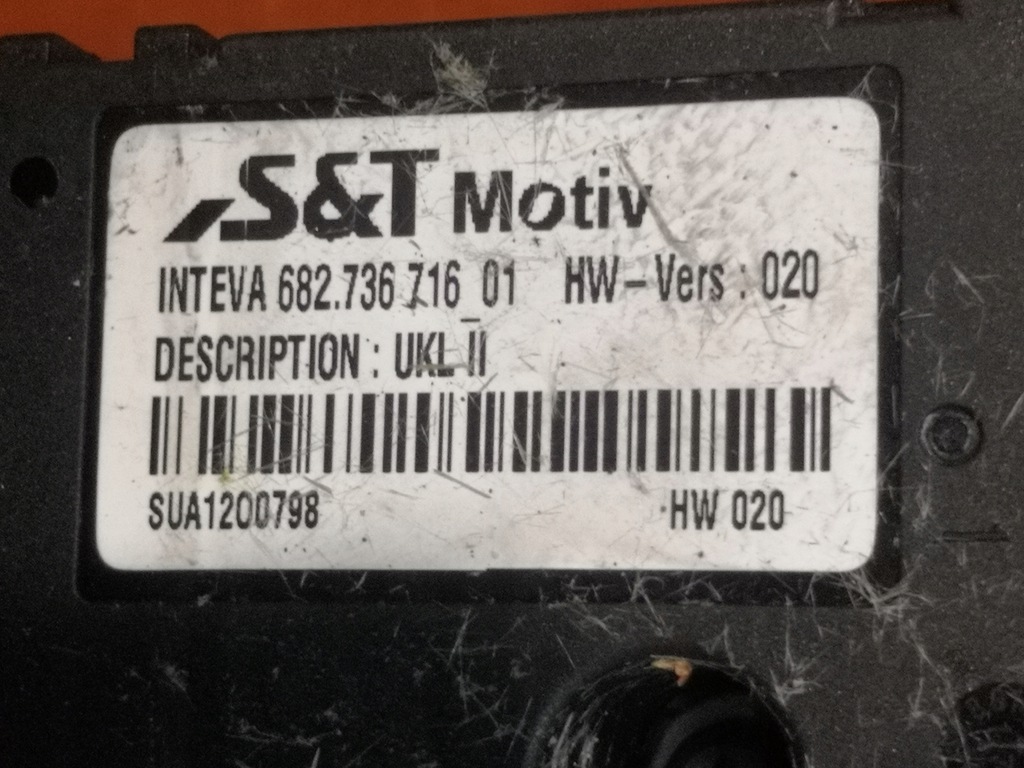 S&T Motiv
INTEVA 682.736 716_01 HW-Vers : 020
DESCRIPTION : UKL II
SUA1200798 HW 020